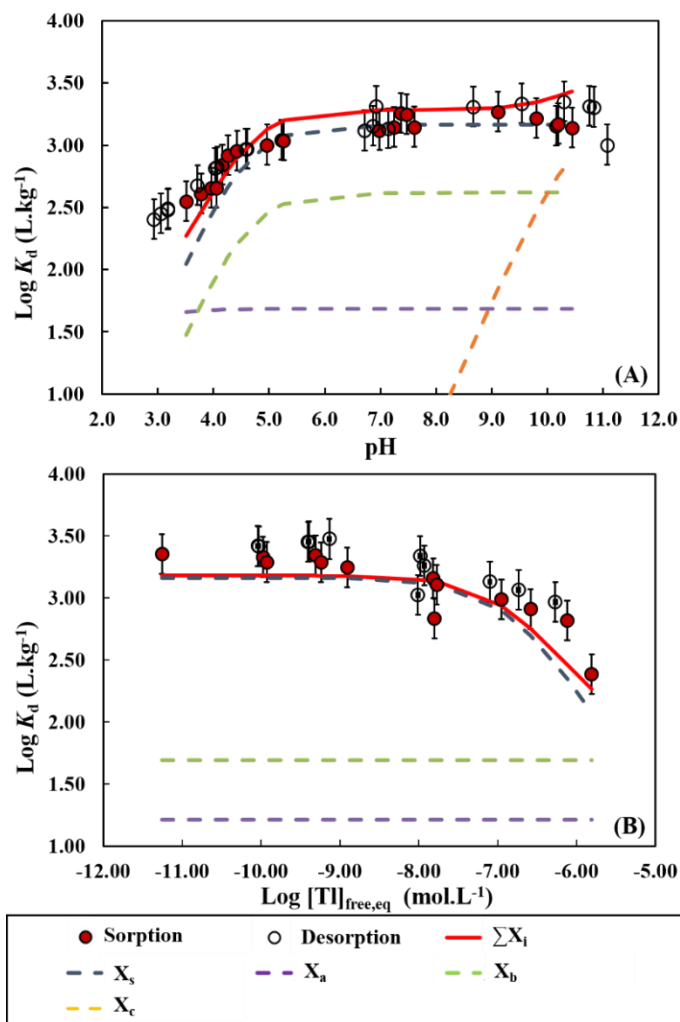 4.00
3.50
3.00
2.50
2.00
1.50
1.00
Log Kd (L.kg-1)
(A)
2.0 3.0 4.0 5.0 6.0 7.0 8.0 9.0 10.0 11.0 12.0
pH
4.00
3.50
3.00
2.50
2.00
1.50
1.00
Log Kd (L.kg-1)
(B)
-12.00 -11.00 -10.00 -9.00 -8.00 -7.00 -6.00 -5.00
Log [Tl]free,eq (mol.L-1)
Sorption Desorption ∑Xi
Xs Xa Xb
Xc